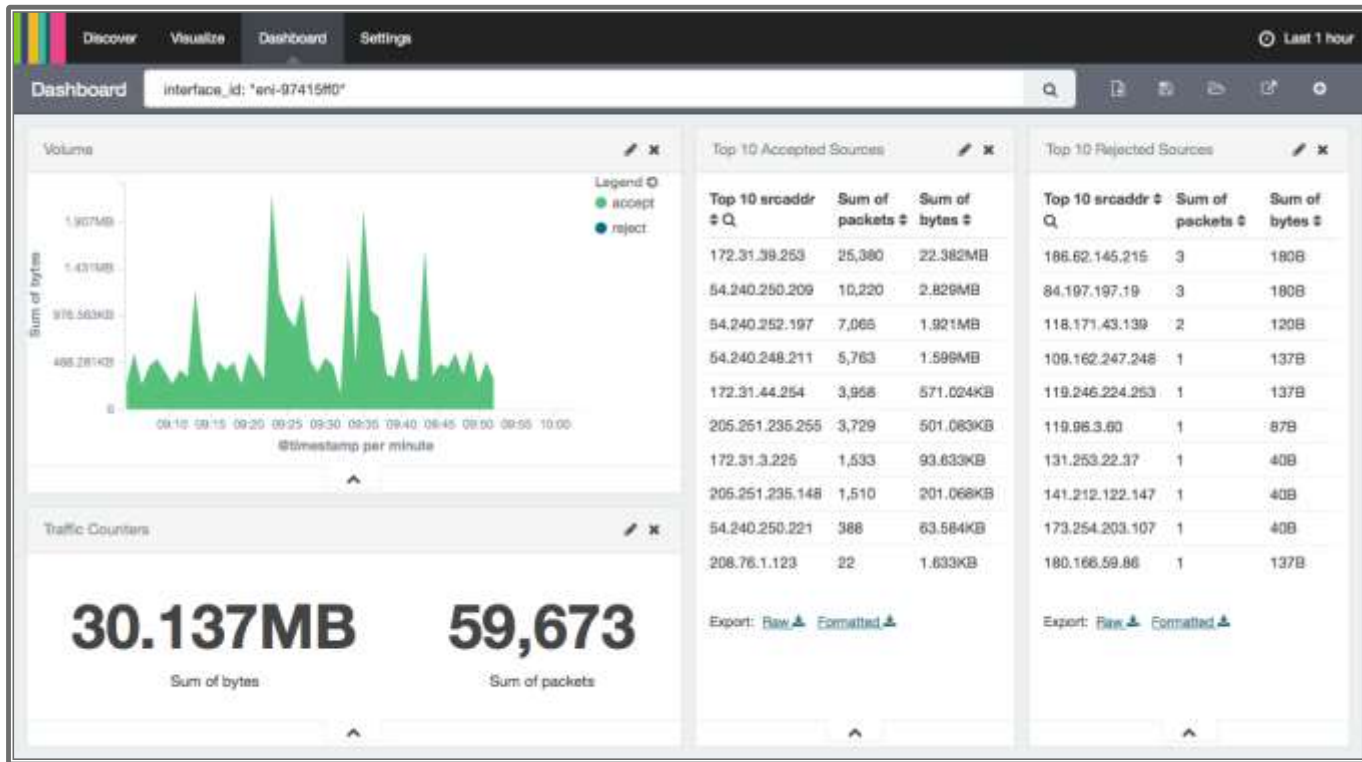 Discover Visualize Dashboard Settings Last 1 hour
Dashboard interface_id: "eni-97415ff0"
Volume
Legend
accept
reject
Sum of bytes
1.907MB
1.431MB
976.563KB
488.281KB
0
09:10 09:15 09:20 09:25 09:30 09:35 09:40 09:45 09:50 09:55 10:00
@timestamp per minute
Traffic Counters
30.137MB 59,673
Sum of bytes Sum of packets
Top 10 Accepted Sources
Top 10 srcaddr Sum of packets Sum of bytes
172.31.39.253 25,380 22.382MB
54.240.250.209 10,220 2.829MB
54.240.252.197 7,065 1.921MB
54.240.248.211 5,763 1.599MB
172.31.44.254 3,958 571.024KB
205.251.235.255 3,729 501.083KB
172.31.3.225 1,533 93.633KB
205.251.235.148 1,510 201.068KB
54.240.250.221 388 63.584KB
208.76.1.123 22 1.633KB
Export: Raw Formatted
Top 10 Rejected Sources
Top 10 srcaddr Sum of packets Sum of bytes
186.62.145.215 3 180B
84.197.197.19 3 180B
118.171.43.139 2 120B
109.162.247.248 1 137B
119.246.224.253 1 137B
119.98.3.60 1 87B
131.253.22.37 1 40B
141.212.122.147 1 40B
173.254.203.107 1 40B
180.166.59.86 1 137B
Export: Raw Formatted